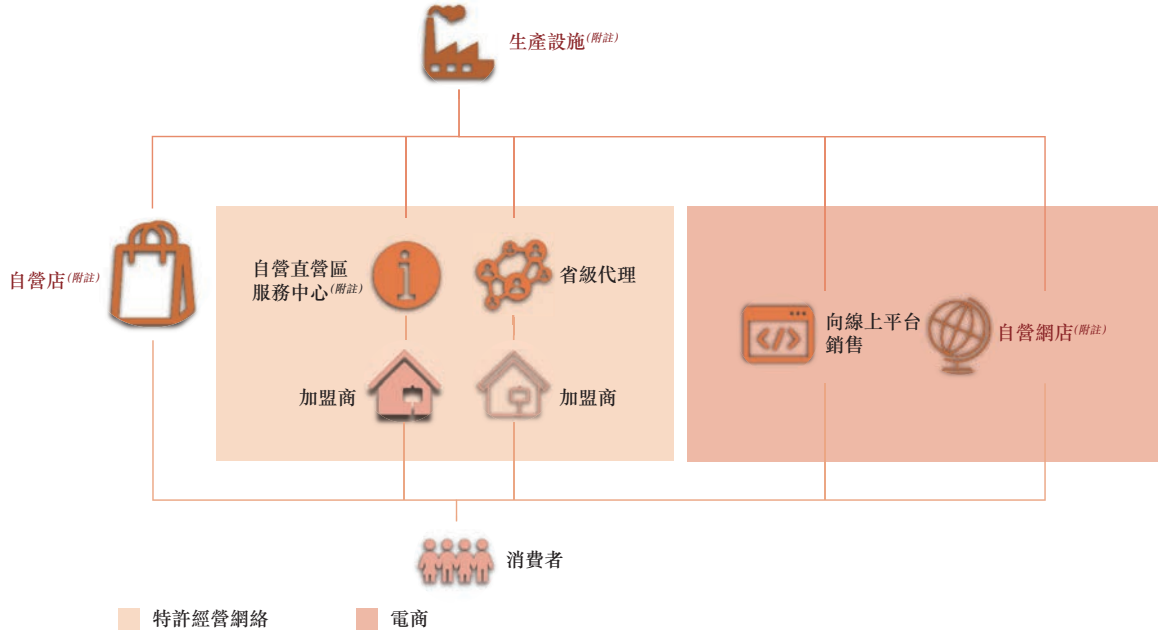 生產設施(附註)
自營店(附註)
自營直營區
服務中心(附註)
省級代理
加盟商
加盟商
向線上平台
銷售
自營網店(附註)
消費者
特許經營網絡
電商